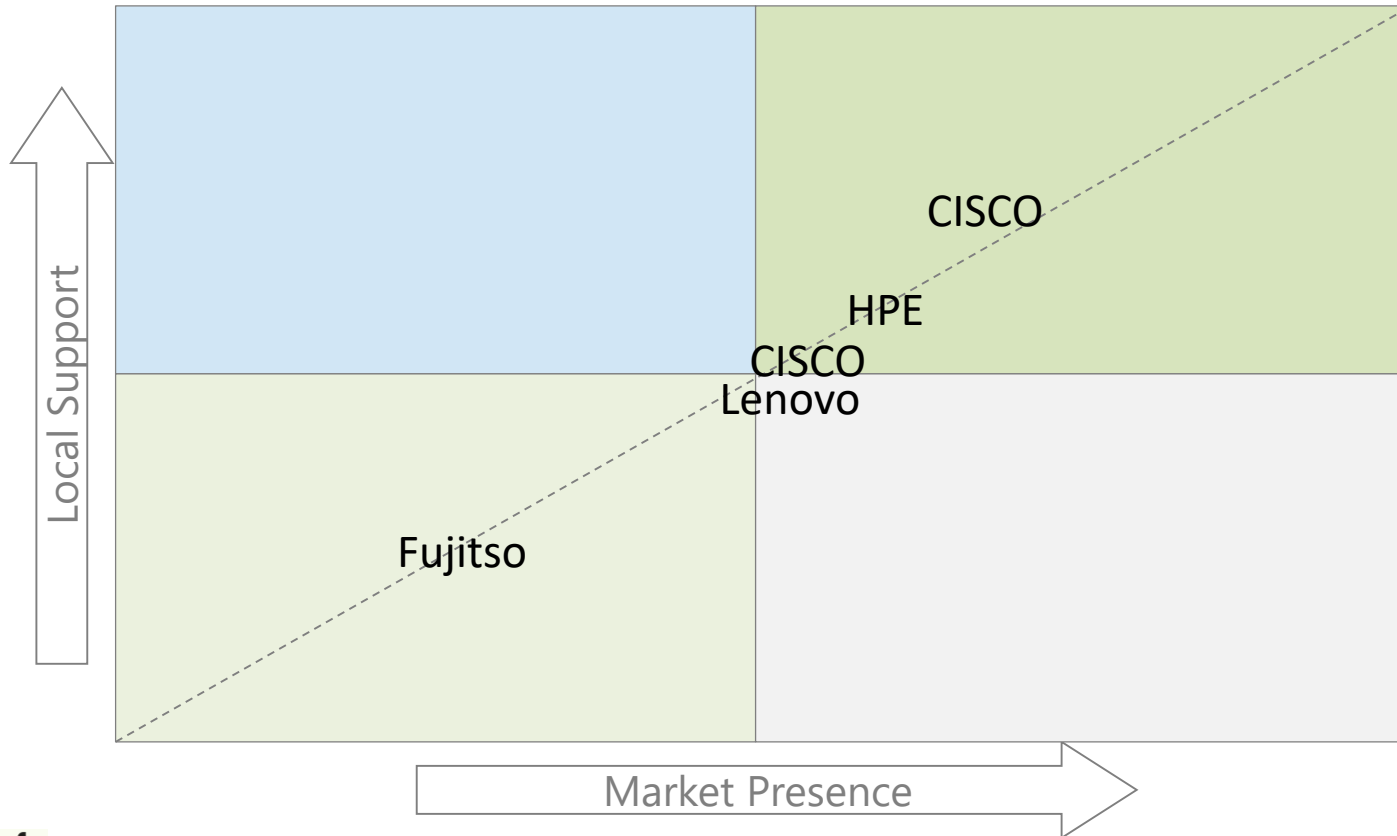 CISCO
HPE
CISCO
Lenovo
Local Support
Fujitso
Market Presence